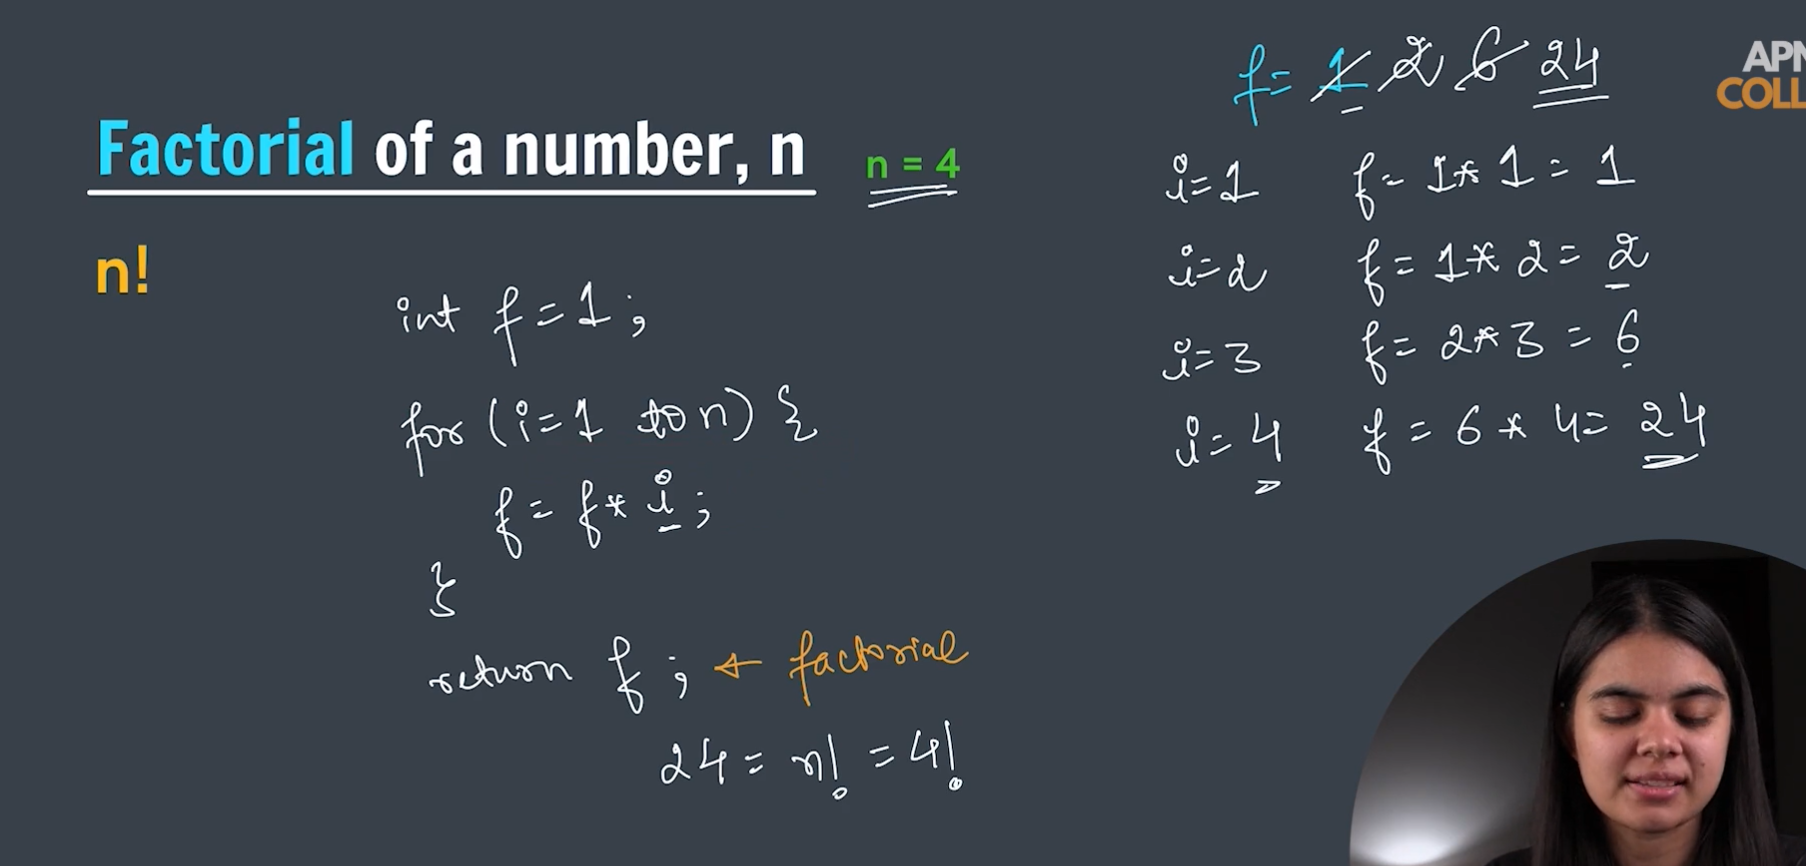 Factorial of a number, n
n = 4
n!
int f = 1 ;
for ( i = 1 to n) {
f = f * i ;
}
return f ; ← factorial
24 = n! = 4!
f = 1 2 6 24
i = 1 f = 1 * 1 = 1
i = 2 f = 1 * 2 = 2
i = 3 f = 2 * 3 = 6
i = 4 f = 6 * 4 = 24
APN
COLL